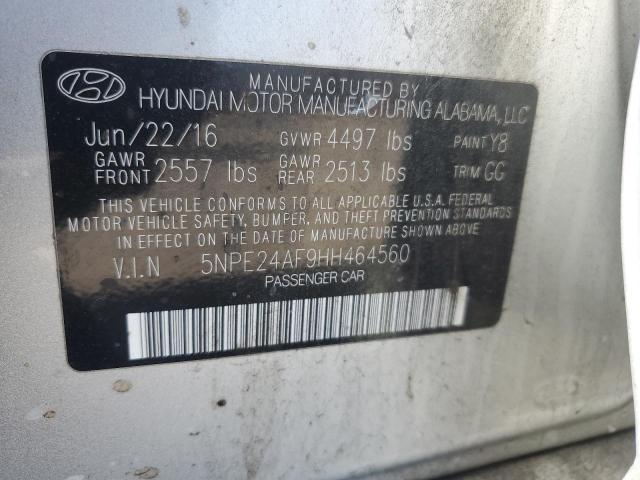 MANUFACTURED BY
HYUNDAI MOTOR MANUFACTURING ALABAMA, LLC
Jun/22/16 GVWR 4497 lbs PAINT Y8
GAWR FRONT 2557 lbs GAWR REAR 2513 lbs TRIM GG
THIS VEHICLE CONFORMS TO ALL APPLICABLE U.S.A. FEDERAL
MOTOR VEHICLE SAFETY, BUMPER, AND THEFT PREVENTION STANDARDS
IN EFFECT ON THE DATE OF MANUFACTURE SHOWN ABOVE.
V.I.N 5NPE24AF9HH464560
PASSENGER CAR